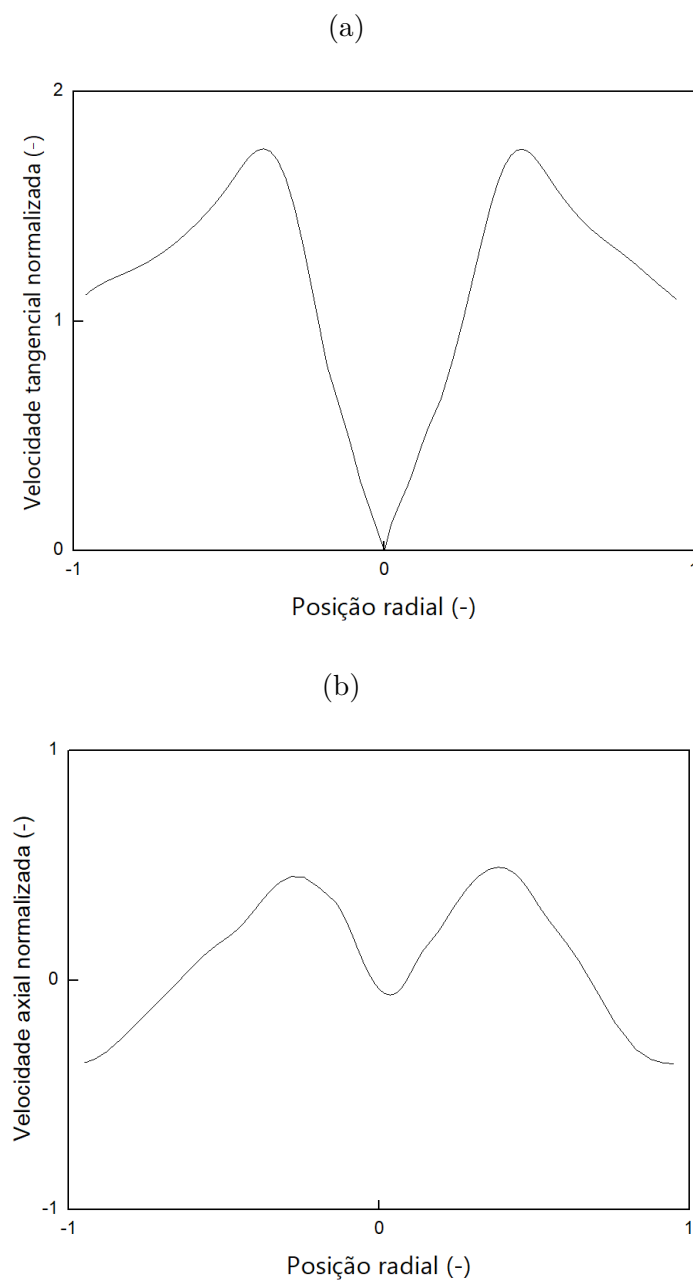 (a)
2
1
0
-1
0
1
Velocidade tangencial normalizada (-)
Posição radial (-)
(b)
1
0
-1
-1
0
1
Velocidade axial normalizada (-)
Posição radial (-)